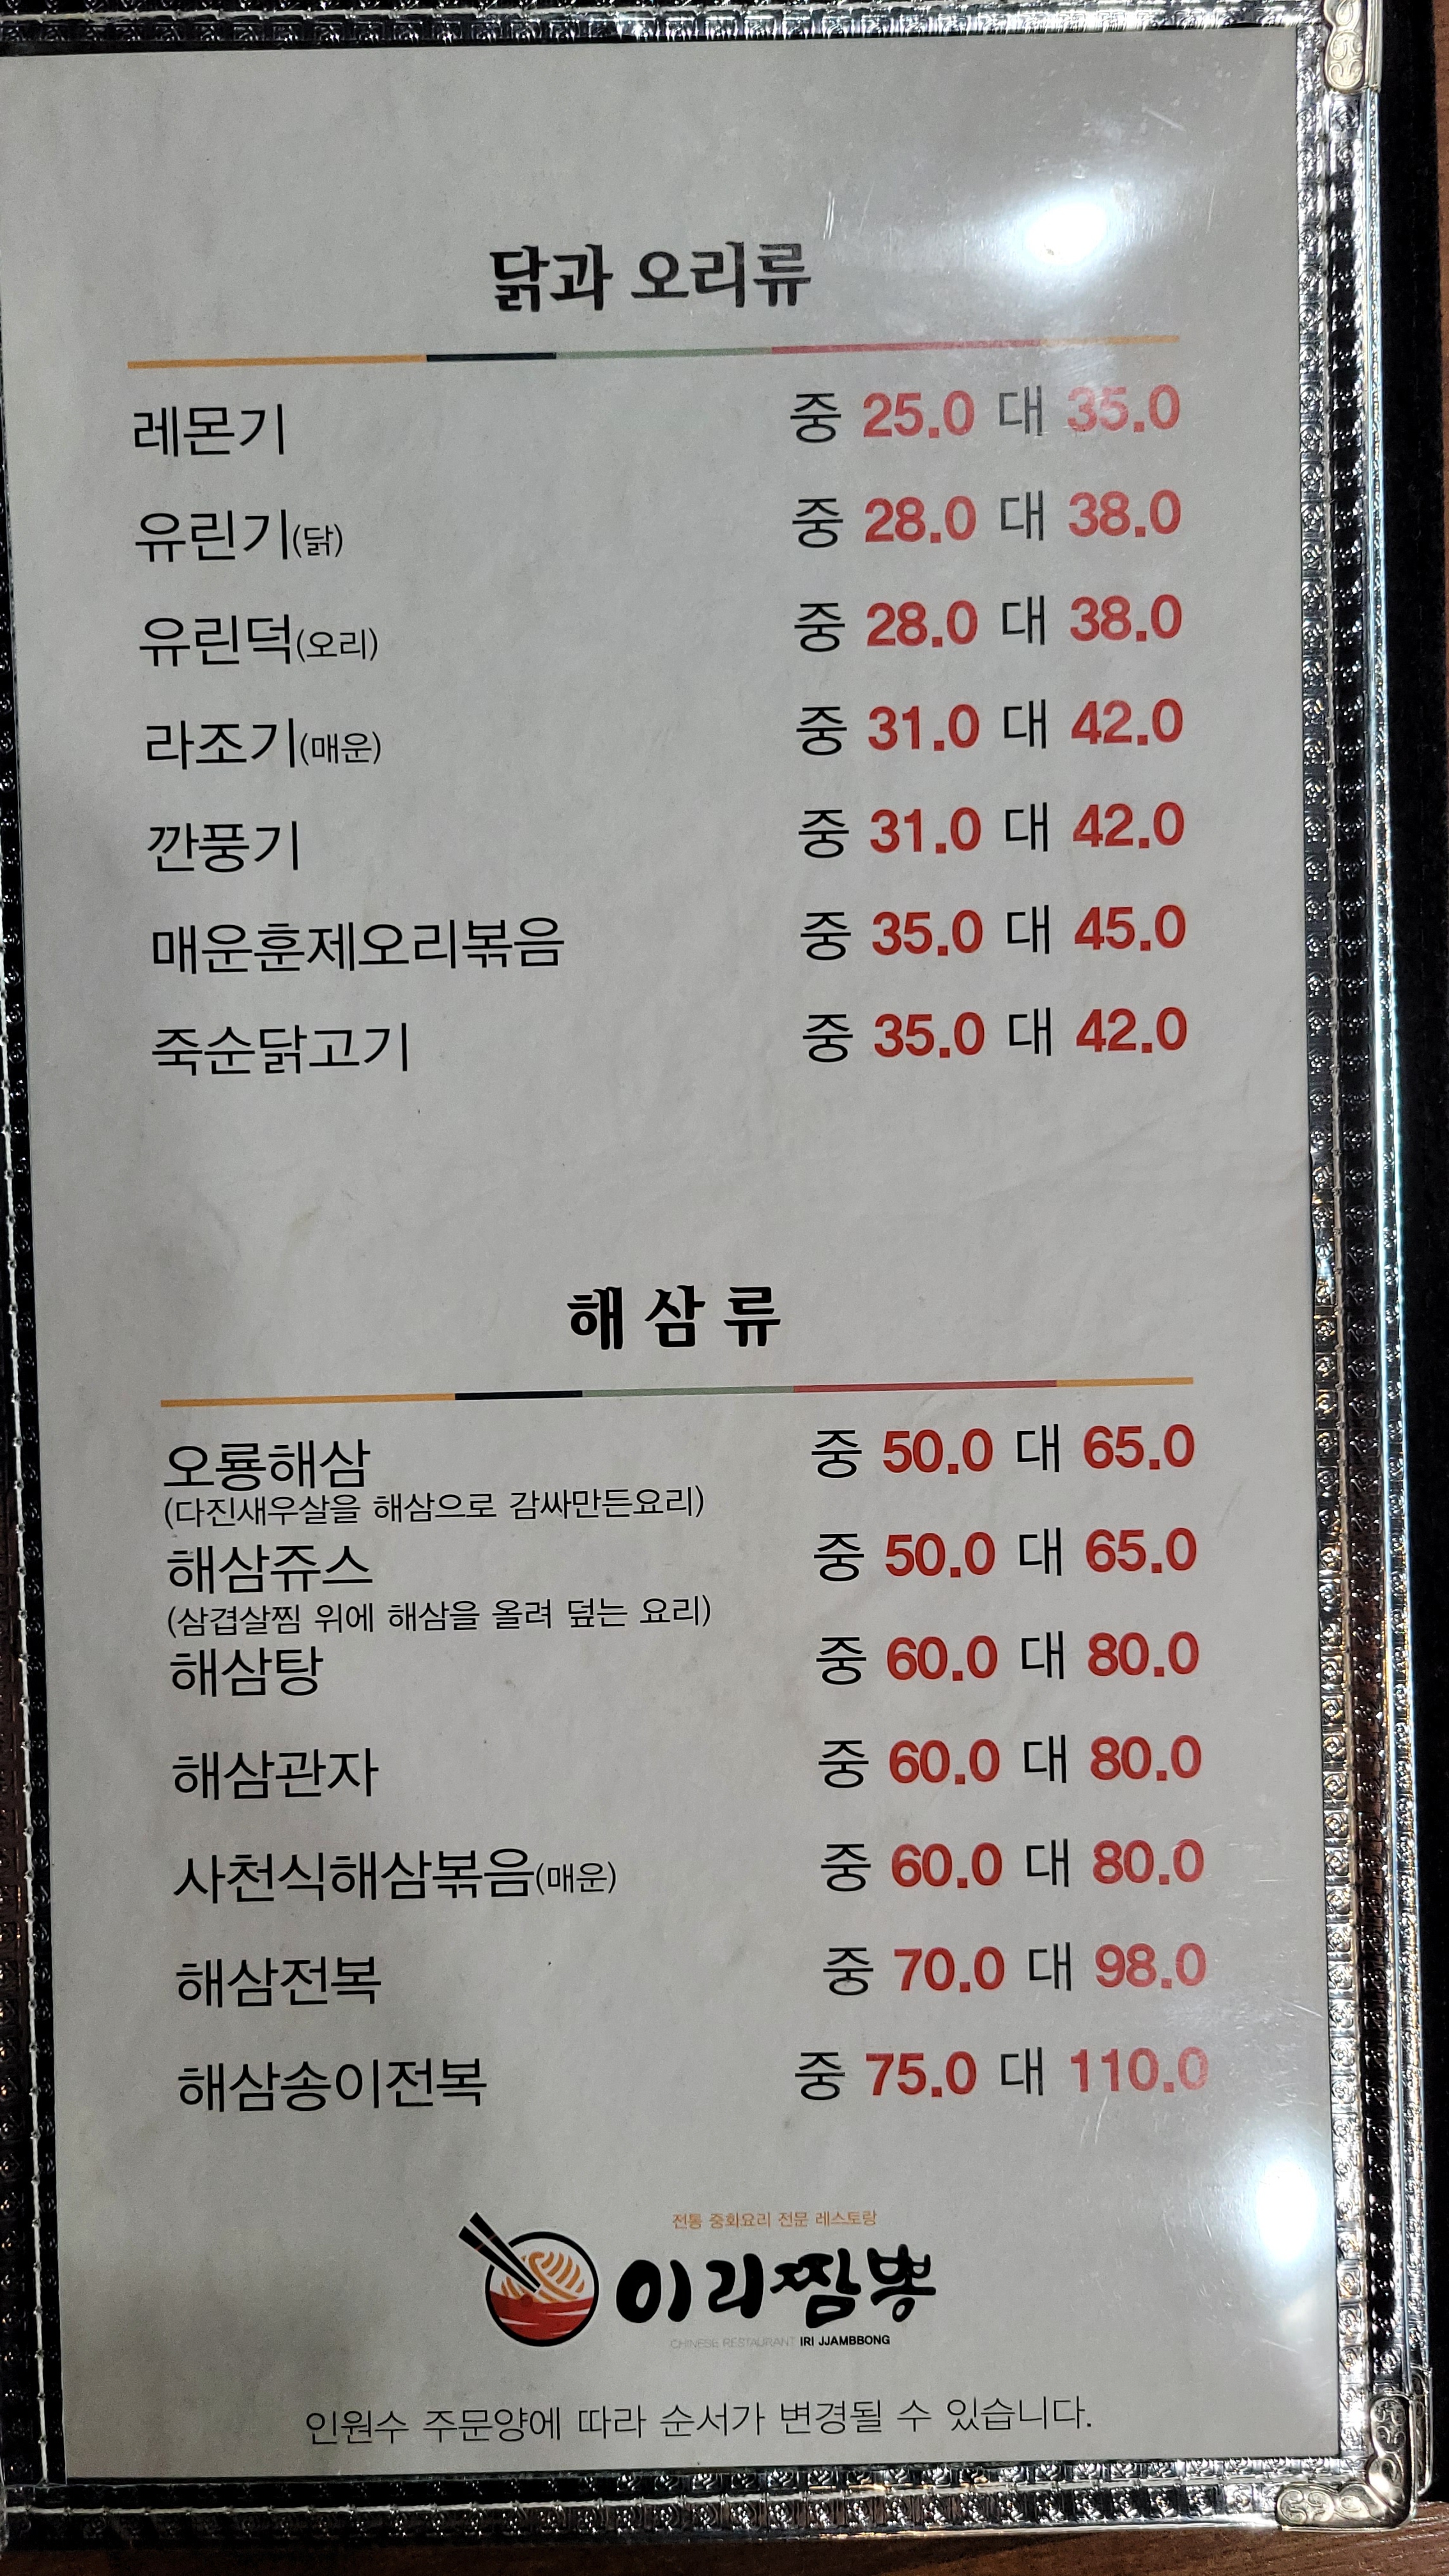 닭과 오리류
레몬기 중 25.0 대 35.0
유린기(닭) 중 28.0 대 38.0
유린덕(오리) 중 28.0 대 38.0
라조기(매운) 중 31.0 대 42.0
깐풍기 중 31.0 대 42.0
매운훈제오리볶음 중 35.0 대 45.0
죽순닭고기 중 35.0 대 42.0
해삼류
오룡해삼 중 50.0 대 65.0
(다진새우살을 해삼으로 감싸만든요리)
해삼쥬스 중 50.0 대 65.0
(삼겹살찜 위에 해삼을 올려 덮는 요리)
해삼탕 중 60.0 대 80.0
해삼관자 중 60.0 대 80.0
사천식해삼볶음(매운) 중 60.0 대 80.0
해삼전복 중 70.0 대 98.0
해삼송이전복 중 75.0 대 110.0
전통 중화요리 전문 레스토랑
이리짬뽕
CHINESE RESTAURANT IRI JJAMBBONG
인원수 주문양에 따라 순서가 변경될 수 있습니다.